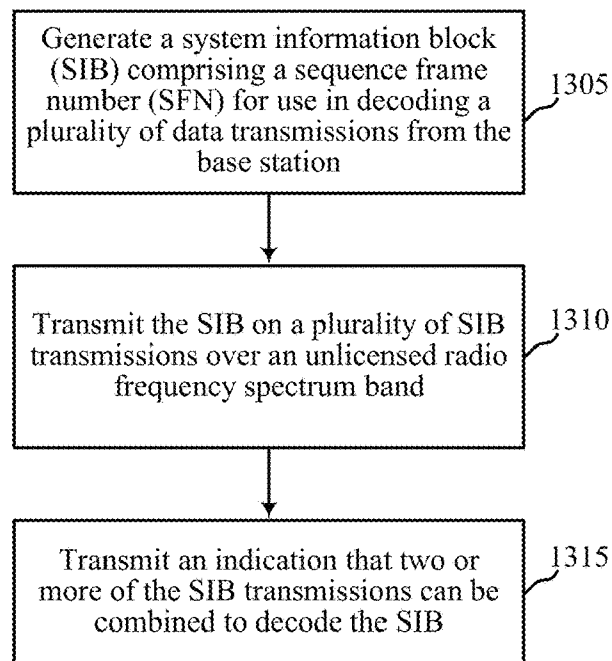 Generate a system information block
(SIB) comprising a sequence frame
number (SFN) for use in decoding a
plurality of data transmissions from the
base station
1305
Transmit the SIB on a plurality of SIB
transmissions over an unlicensed radio
frequency spectrum band
1310
Transmit an indication that two or
more of the SIB transmissions can be
combined to decode the SIB
1315